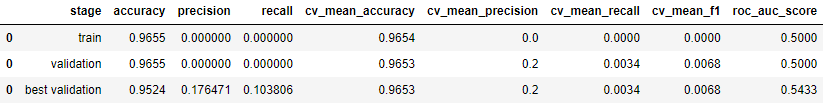 stage accuracy precision recall cv_mean_accuracy cv_mean_precision cv_mean_recall cv_mean_f1 roc_auc_score
0 train 0.9655 0.000000 0.000000 0.9654 0.0 0.0000 0.0000 0.5000
0 validation 0.9655 0.000000 0.000000 0.9653 0.2 0.0034 0.0068 0.5000
0 best validation 0.9524 0.176471 0.103806 0.9653 0.2 0.0034 0.0068 0.5433